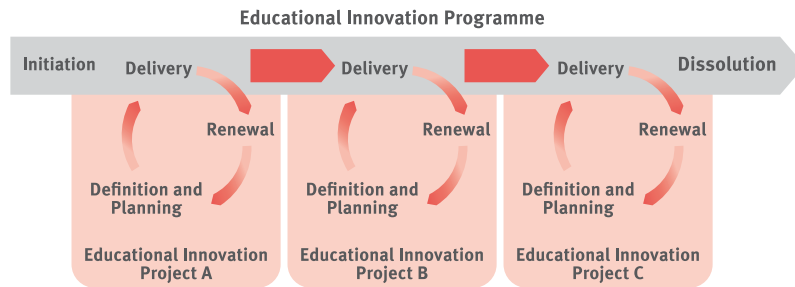 Educational Innovation Programme
Initiation
Delivery
Delivery
Delivery
Dissolution
Renewal
Renewal
Renewal
Definition and
Planning
Definition and
Planning
Definition and
Planning
Educational Innovation
Project A
Educational Innovation
Project B
Educational Innovation
Project C